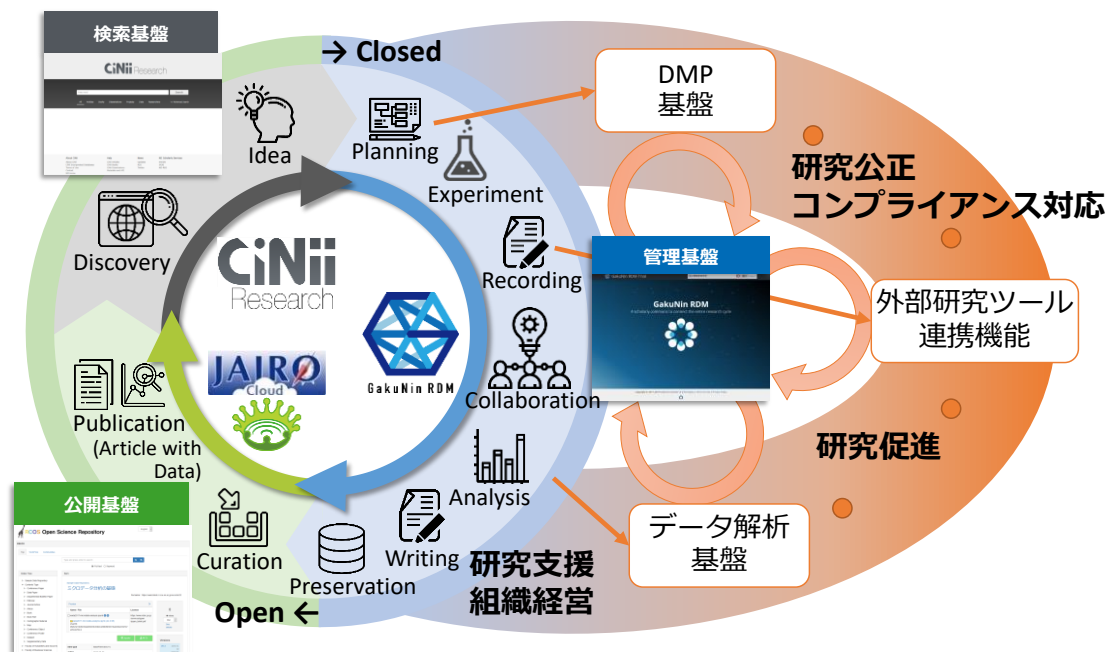 検索基盤
CiNii Research
→ Closed
Idea
Planning
Experiment
Discovery
Recording
CiNii
Research
GakuNin RDM
JAIRO
Cloud
Collaboration
Publication
(Article with
Data)
Analysis
Curation
Writing
Preservation
Open ←
DMP
基盤
研究公正
コンプライアンス対応
管理基盤
GakuNin RDM
外部研究ツール
連携機能
研究促進
データ解析
基盤
研究支援
組織経営
公開基盤
Open Science Repository